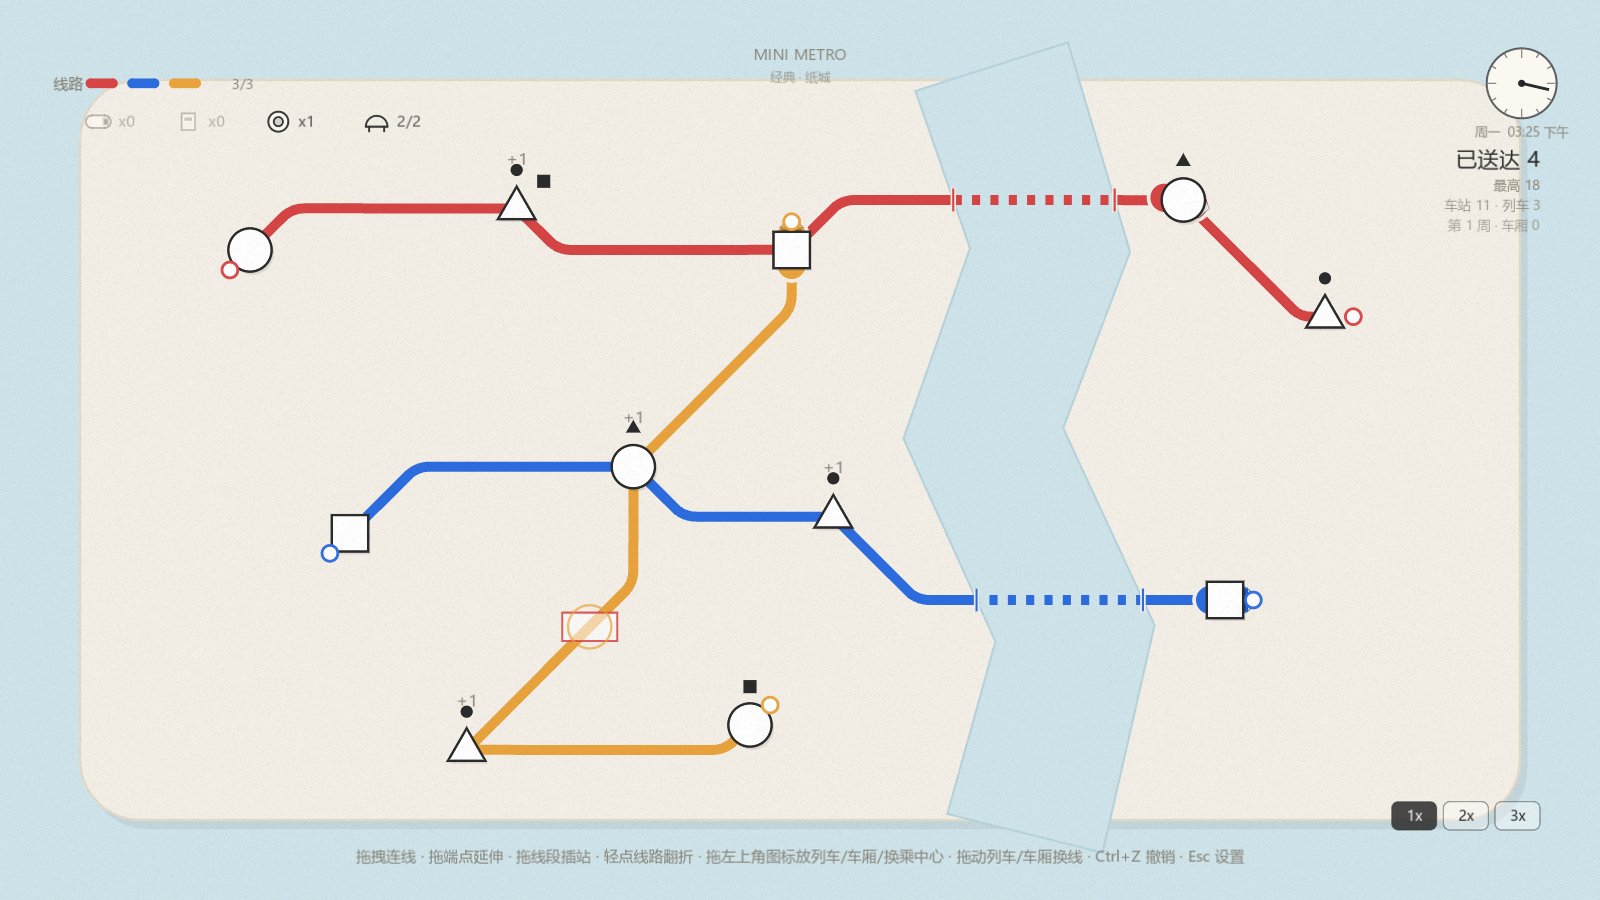 MINI METRO
经典 · 纸城
线路
3/3
x0
x0
x1
2/2
周一 03:25 下午
已送达 4
最高 18
车站 11 · 列车 3
第 1 周 · 车厢 0
+1
+1
+1
+1
1x
2x
3x
拖拽连线 · 拖端点延伸 · 拖线段插站 · 轻点线路翻折 · 拖左上角图标放列车/车厢/换乘中心 · 拖动列车/车厢换线 · Ctrl+Z 撤销 · Esc 设置